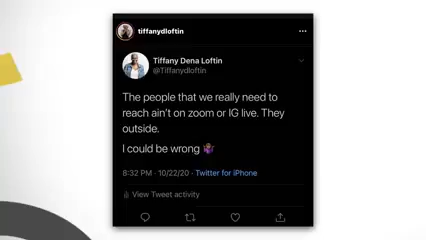 tiffanydloftin
Tiffany Dena Loftin
@Tiffanydloftin
The people that we really need to
reach ain't on zoom or IG live. They
outside.
I could be wrong 🤷🏾‍♀️
8:32 PM · 10/22/20 · Twitter for iPhone
View Tweet activity